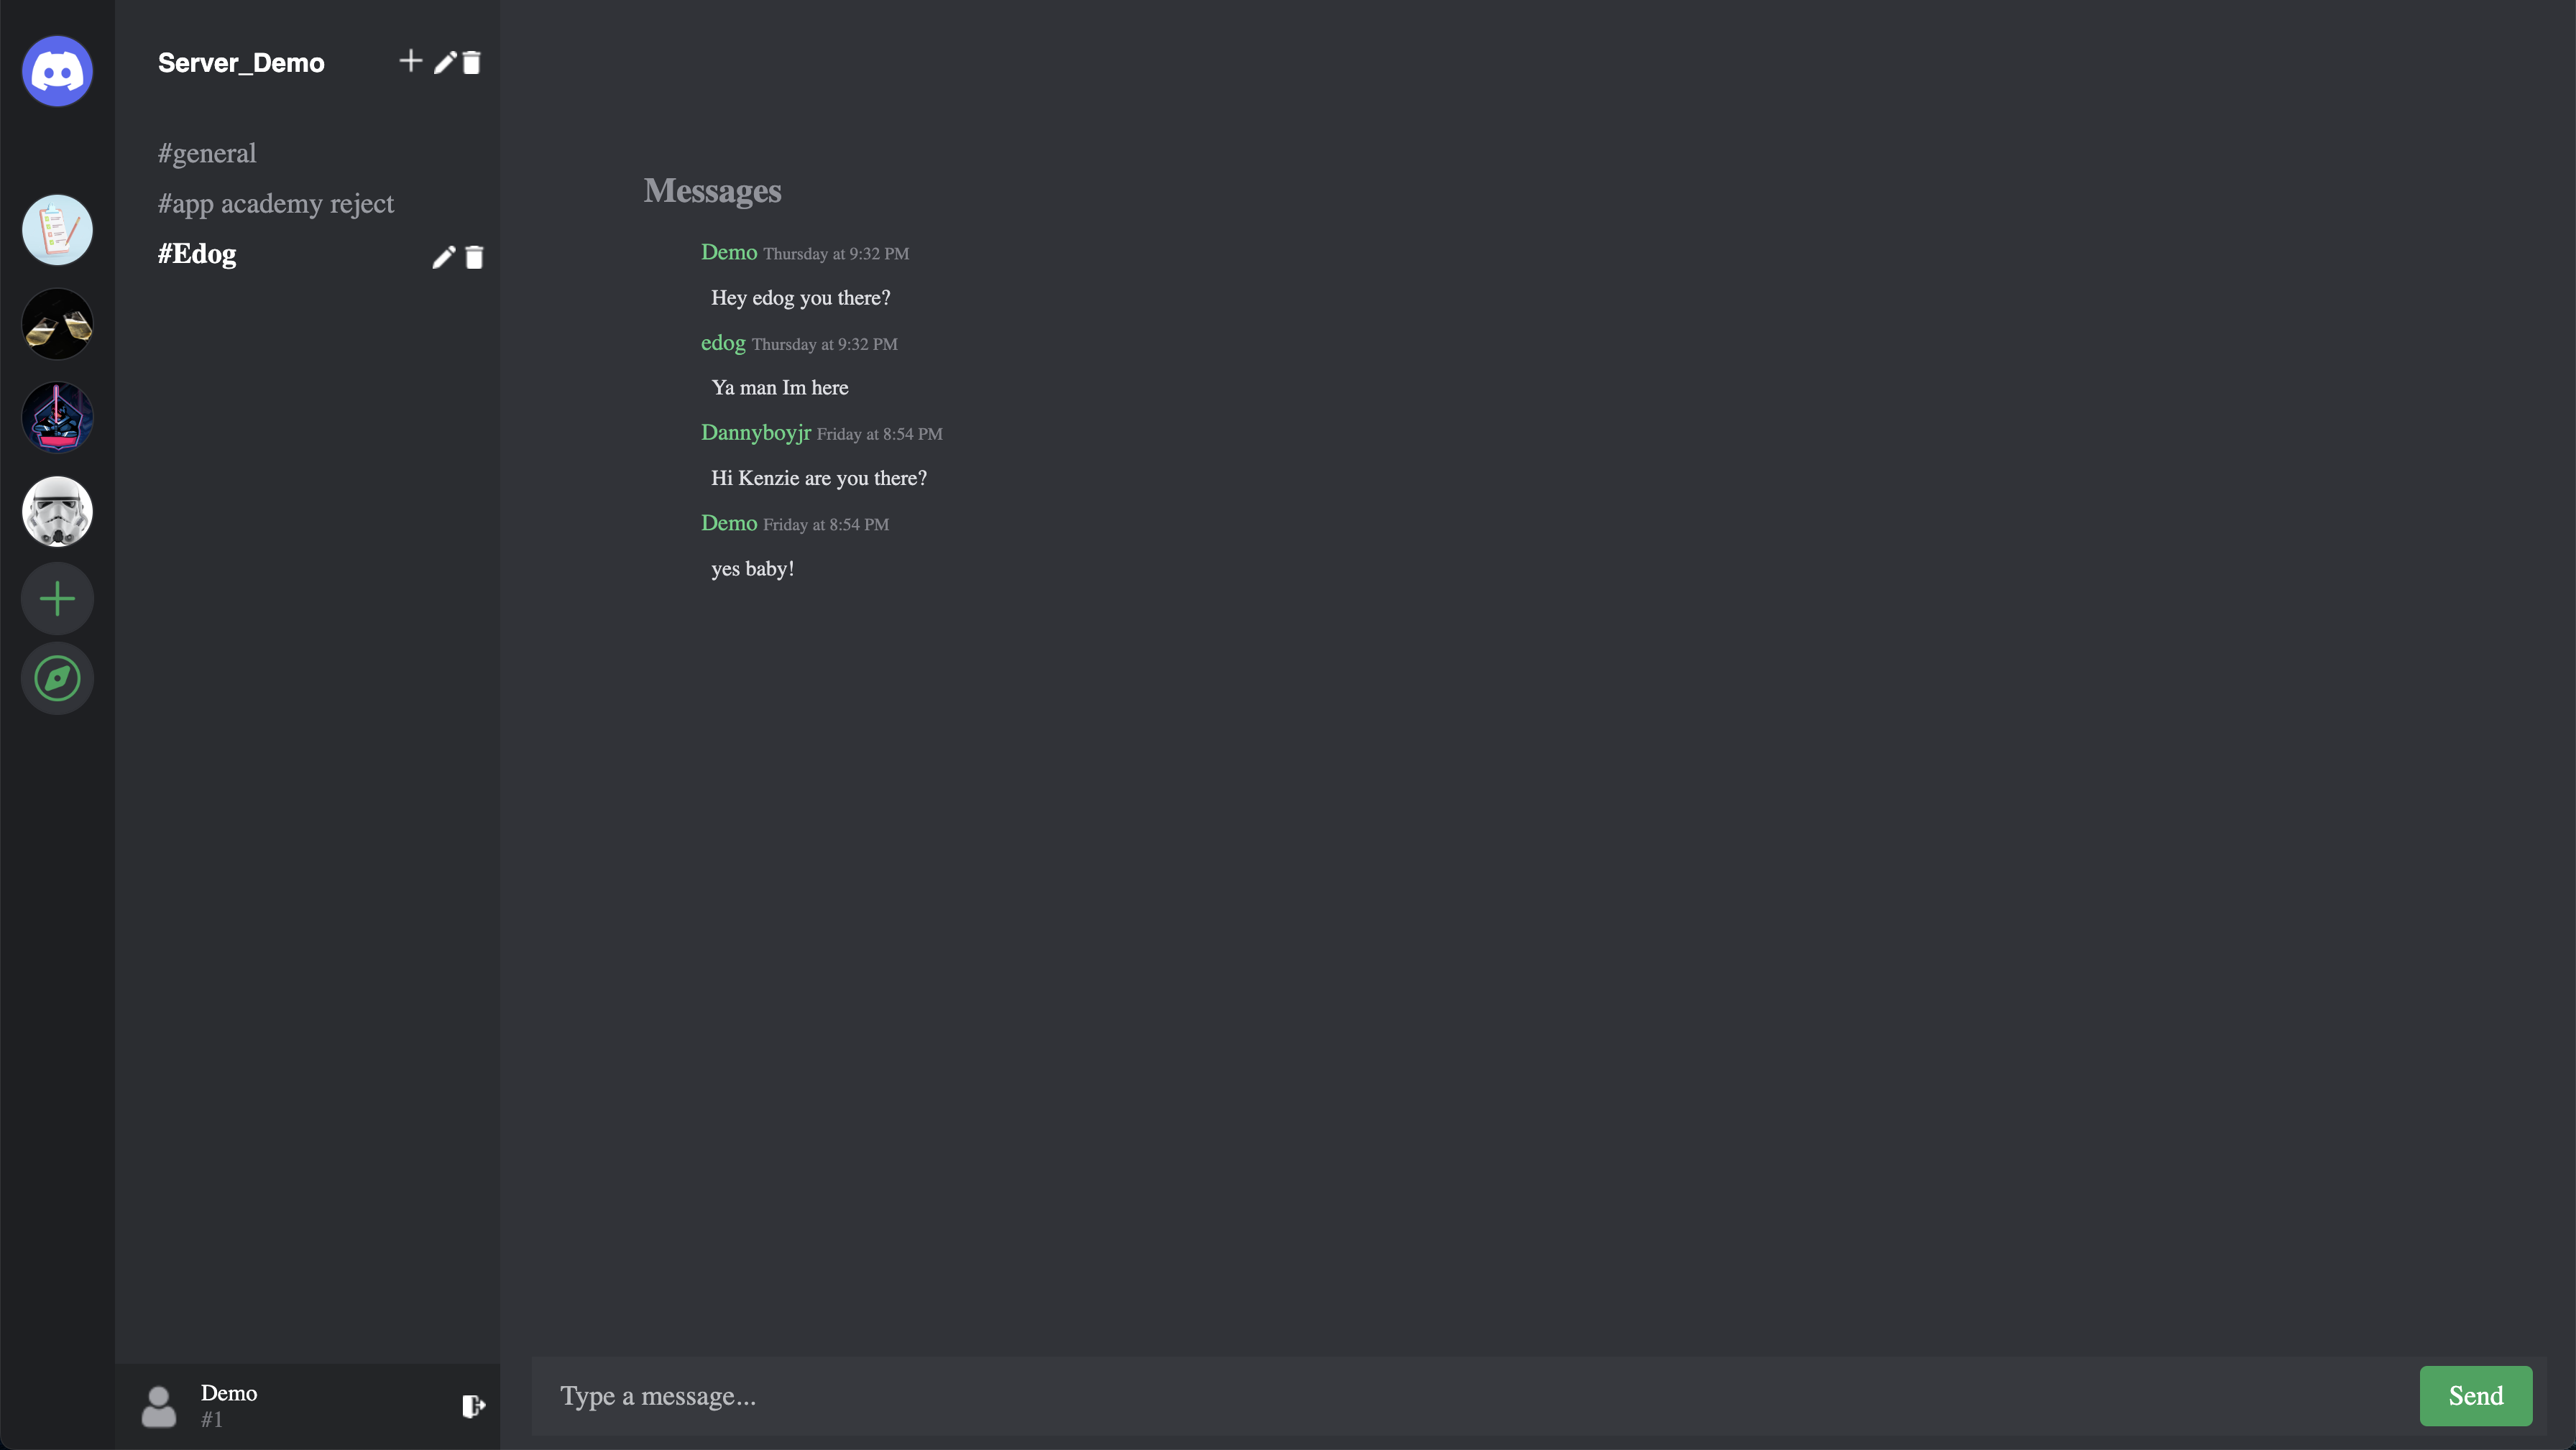 Server_Demo
#general
#app academy reject
#Edog
Messages
Demo Thursday at 9:32 PM
Hey edog you there?
edog Thursday at 9:32 PM
Ya man Im here
Dannyboyjr Friday at 8:54 PM
Hi Kenzie are you there?
Demo Friday at 8:54 PM
yes baby!
Demo
#1
Type a message...
Send